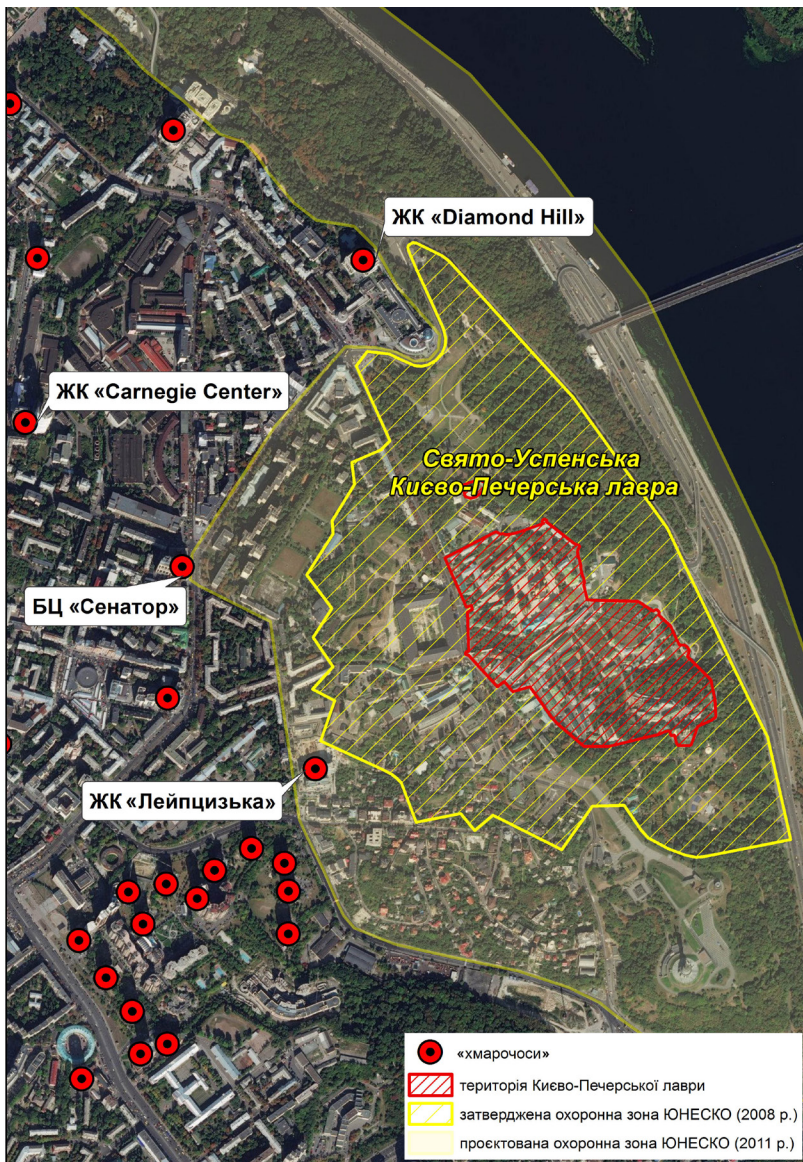 ЖК «Diamond Hill»
ЖК «Carnegie Center»
Свято-Успенська
Києво-Печерська лавра
БЦ «Сенатор»
ЖК «Лейпцизька»
«хмарочоси»
територія Києво-Печерської лаври
затверджена охоронна зона ЮНЕСКО (2008 р.)
проєктована охоронна зона ЮНЕСКО (2011 р.)